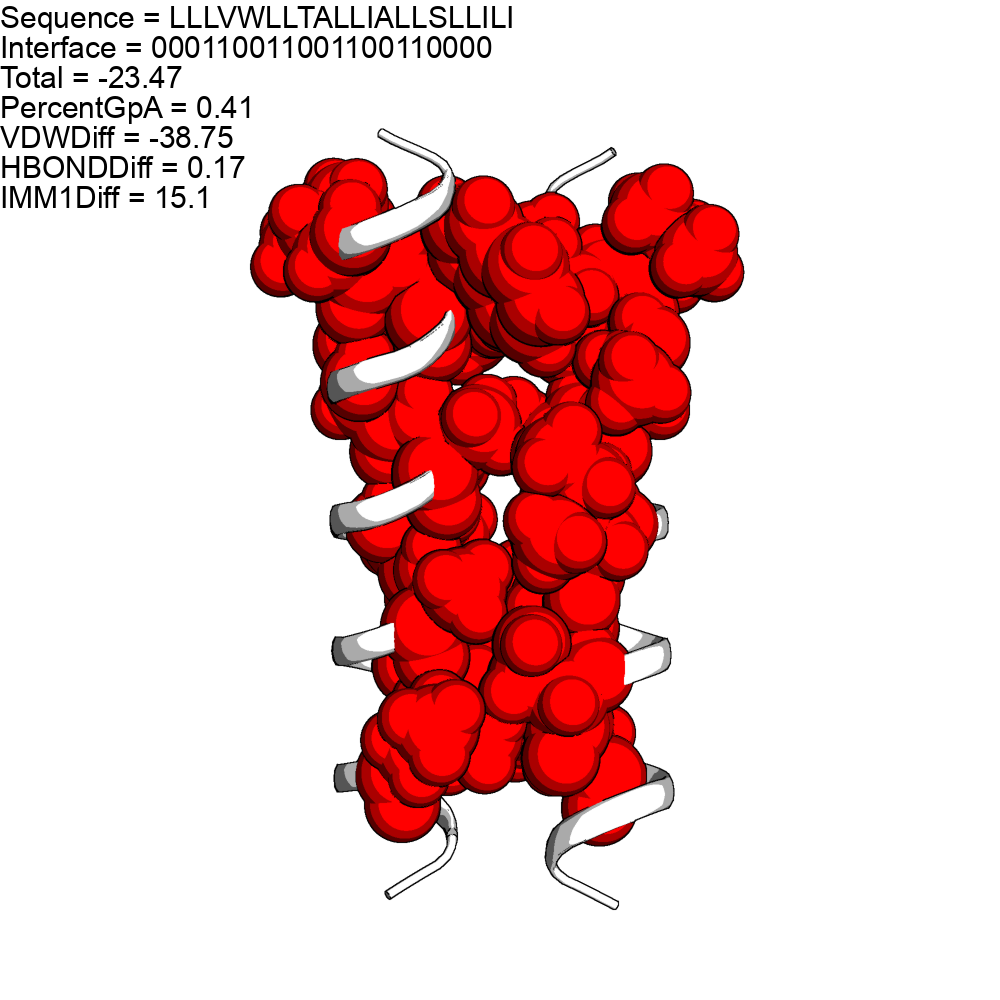 Sequence = LLLVWLLTALLIALLSLLILI
Interface = 000110011001100110000
Total = -23.47
PercentGpA = 0.41
VDWDiff = -38.75
HBONDDiff = 0.17
IMM1Diff = 15.1